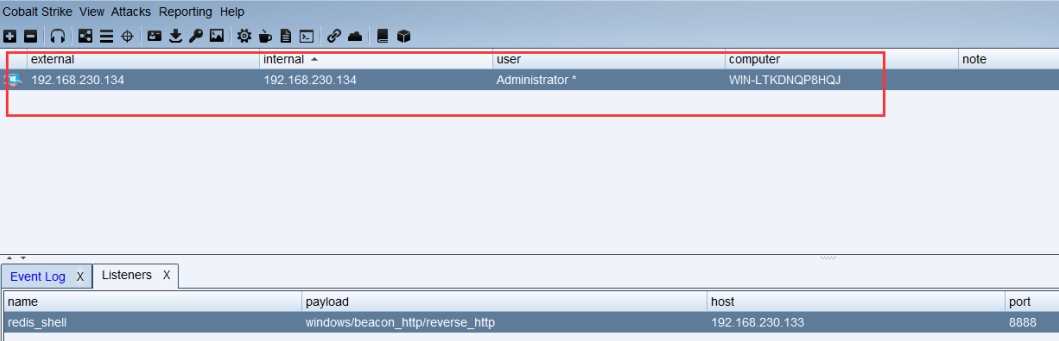 Cobalt Strike View Attacks Reporting Help
external internal user computer note
192.168.230.134 192.168.230.134 Administrator * WIN-LTKDNQP8HQJ
Event Log X Listeners X
name payload host port
redis_shell windows/beacon_http/reverse_http 192.168.230.133 8888